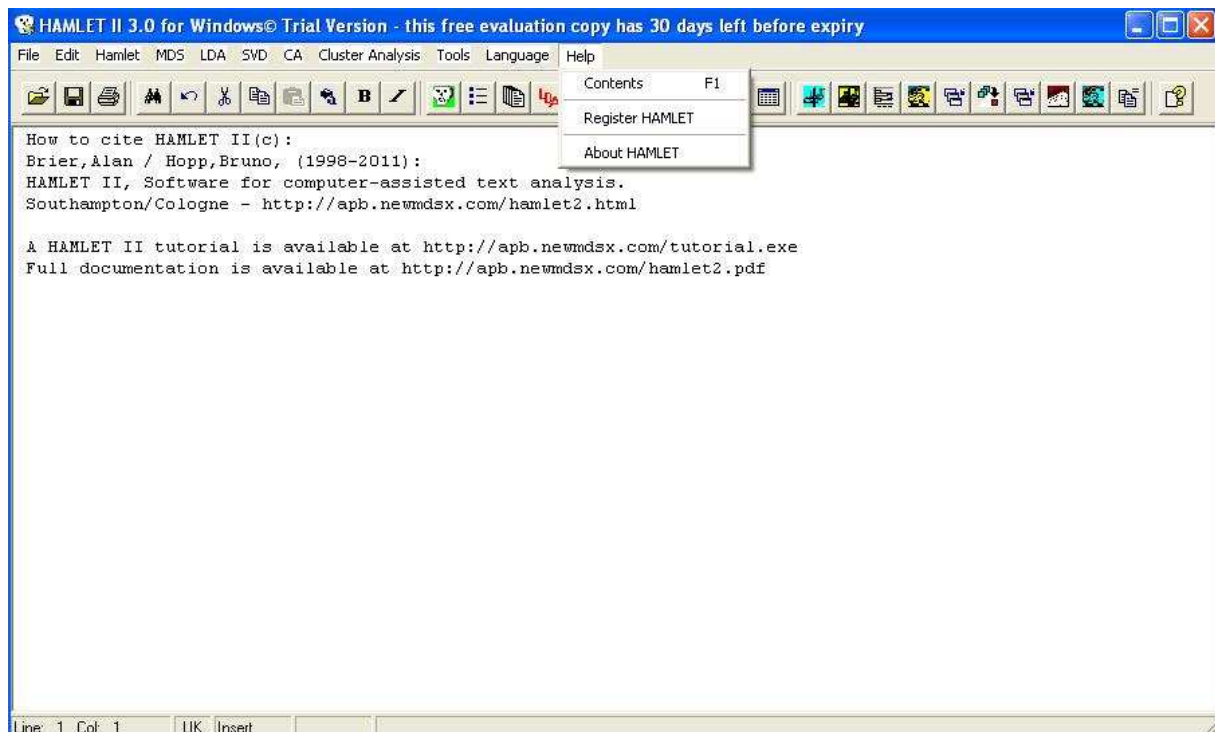 HAMLET II 3.0 for Windows© Trial Version - this free evaluation copy has 30 days left before expiry
File Edit Hamlet MDS LDA SVD CA Cluster Analysis Tools Language Help
B I LDA
Contents F1
Register HAMLET
About HAMLET
How to cite HAMLET II(c):
Brier,Alan / Hopp,Bruno, (1998-2011):
HAMLET II, Software for computer-assisted text analysis.
Southampton/Cologne - http://apb.newmdsx.com/hamlet2.html
A HAMLET II tutorial is available at http://apb.newmdsx.com/tutorial.exe
Full documentation is available at http://apb.newmdsx.com/hamlet2.pdf
Line: 1 Col: 1 UK Insert